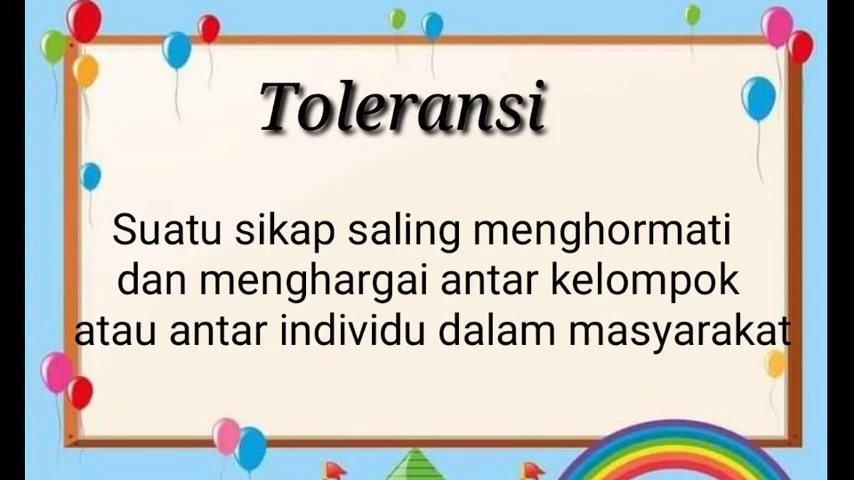 Toleransi
Suatu sikap saling menghormati
dan menghargai antar kelompok
atau antar individu dalam masyarakat